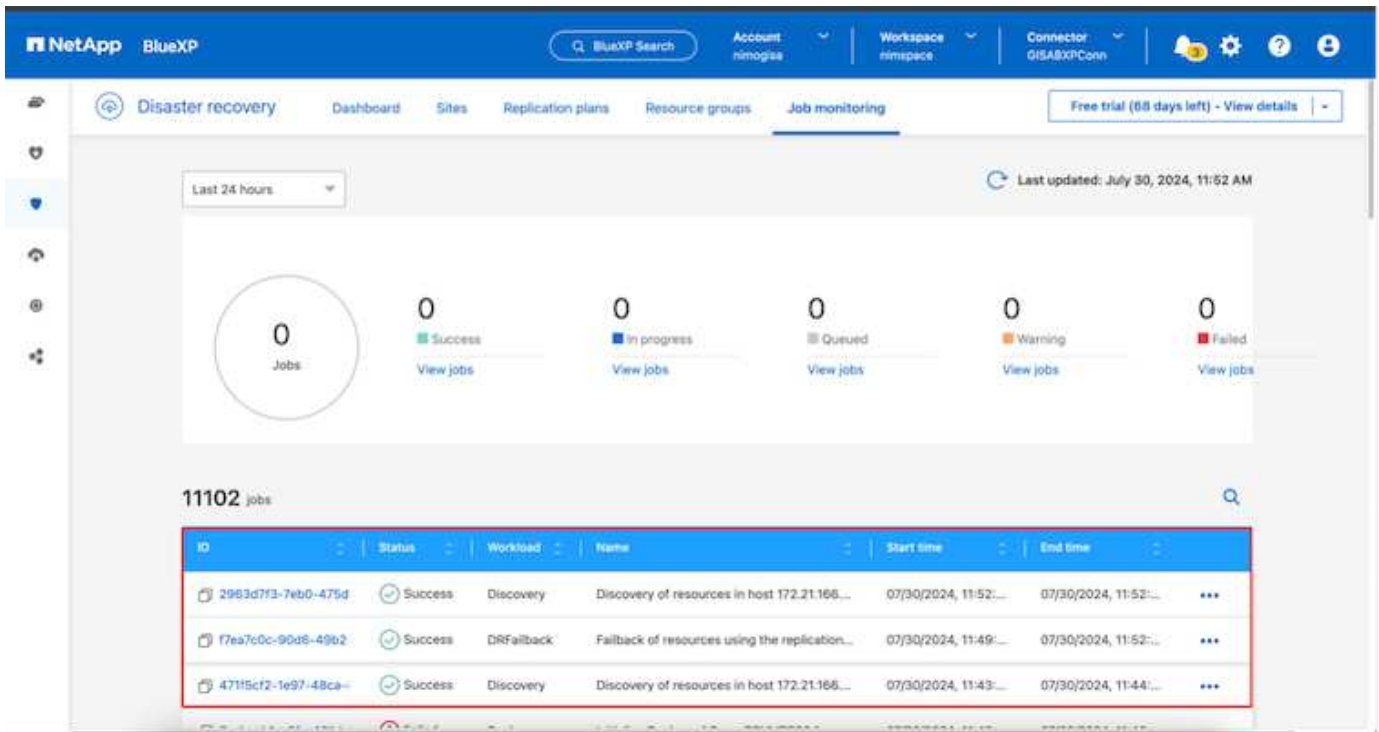 NetApp BlueXP BlueXP Search Account Workspace Connector
nimogisa nimspace GISABXPConn 3
Disaster recovery Dashboard Sites Replication plans Resource groups Job monitoring Free trial (68 days left) - View details
Last 24 hours Last updated: July 30, 2024, 11:52 AM
0 0 0 0 0 0
Jobs Success In progress Queued Warning Failed
View jobs View jobs View jobs View jobs View jobs
11102 jobs
ID Status Workload Name Start time End time
2963d7f3-7eb0-475d Success Discovery Discovery of resources in host 172.21.166.... 07/30/2024, 11:52:... 07/30/2024, 11:52:...
f7ea7c0c-90d6-49b2 Success DRFailback Failback of resources using the replication... 07/30/2024, 11:49:... 07/30/2024, 11:52:...
471f5cf2-1e97-48ca- Success Discovery Discovery of resources in host 172.21.166.... 07/30/2024, 11:43:... 07/30/2024, 11:44:...